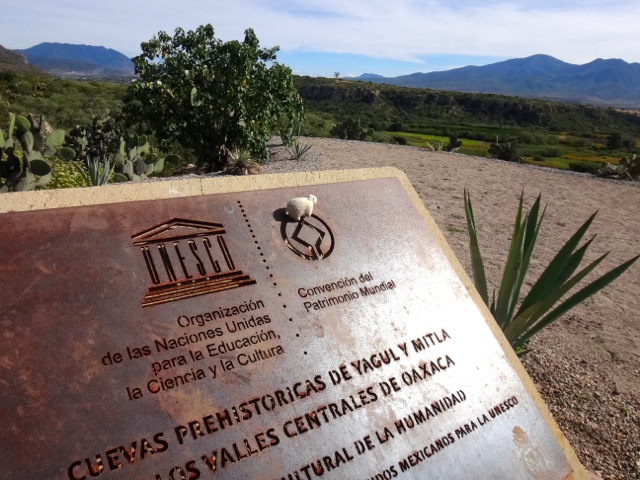 UNESCO
Organización
de las Naciones Unidas
para la Educación,
la Ciencia y la Cultura
Convención del
Patrimonio Mundial
CUEVAS PREHISTÓRICAS DE YAGUL Y MITLA
LOS VALLES CENTRALES DE OAXACA
CULTURAL DE LA HUMANIDAD
MEXICANOS PARA LA UNESCO